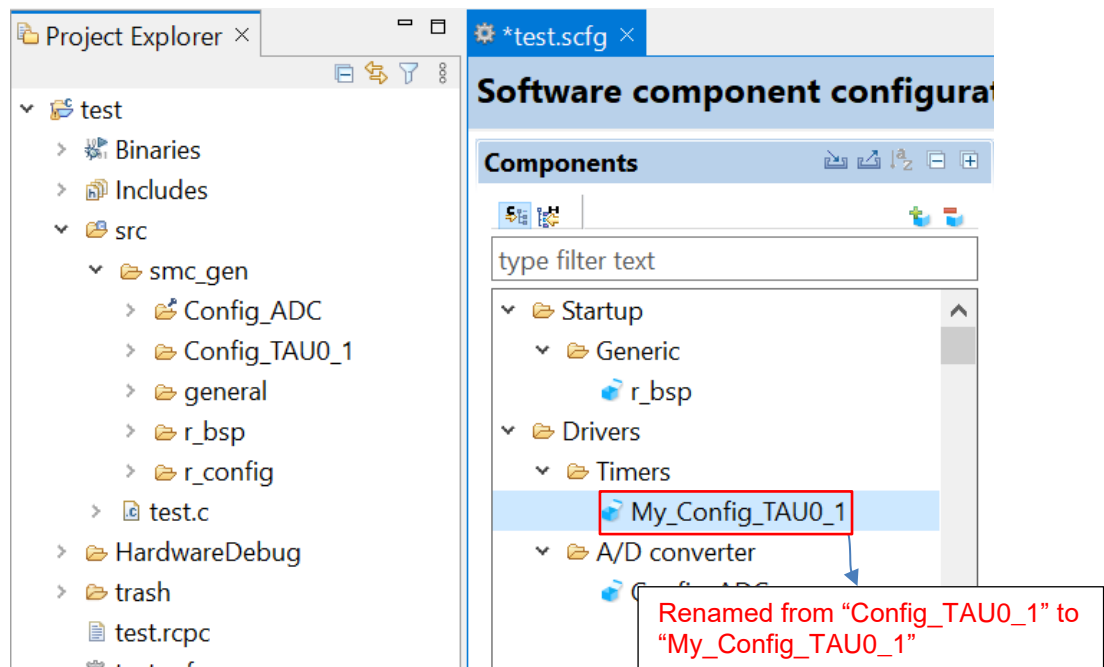 Project Explorer
test
Binaries
Includes
src
smc_gen
Config_ADC
Config_TAU0_1
general
r_bsp
r_config
test.c
HardwareDebug
trash
test.rcpc
*test.scfg
Software component configurat
Components
type filter text
Startup
Generic
r_bsp
Drivers
Timers
My_Config_TAU0_1
A/D converter
Renamed from “Config_TAU0_1” to
“My_Config_TAU0_1”